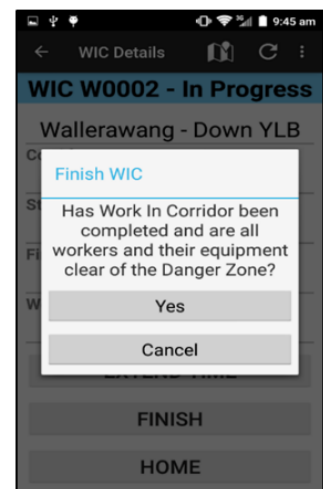 9:45 am
WIC Details
WIC W0002 - In Progress
Wallerawang - Down YLB
Finish WIC
Has Work In Corridor been
completed and are all
workers and their equipment
clear of the Danger Zone?
Yes
Cancel
EXTEND TIME
FINISH
HOME